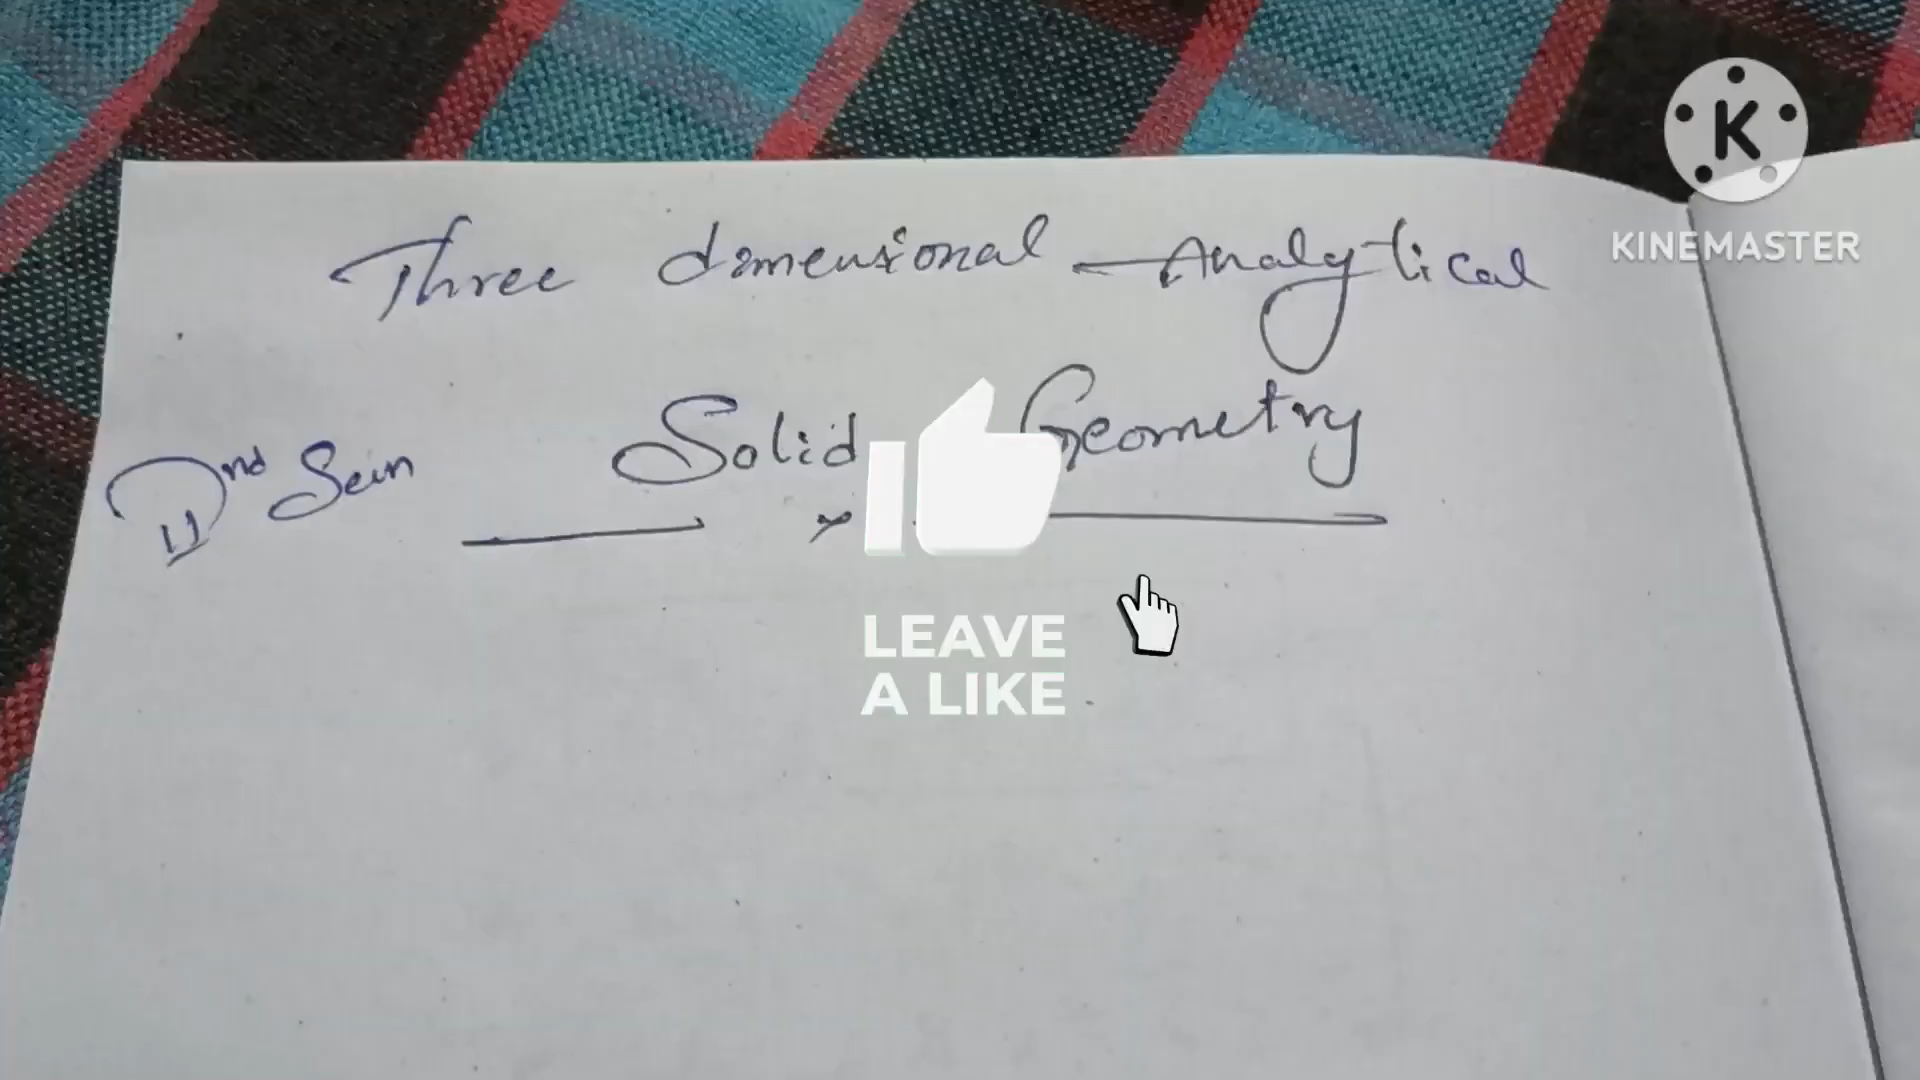 Three dimensional Analytical
Solid Geometry
IInd Sem
KINEMASTER
LEAVE
A LIKE